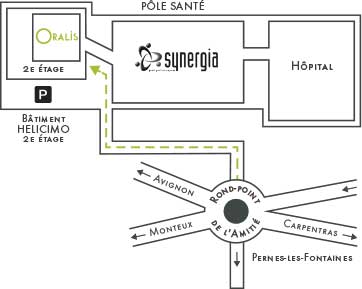 PÔLE SANTÉ
ORALIS
2E ÉTAGE
synergia
HÔPITAL
P
BÂTIMENT
HELICIMO
2E ÉTAGE
AVIGNON
ROND-POINT
DE L'AMITIÉ
MONTEUX
CARPENTRAS
PERNES-LES-FONTAINES